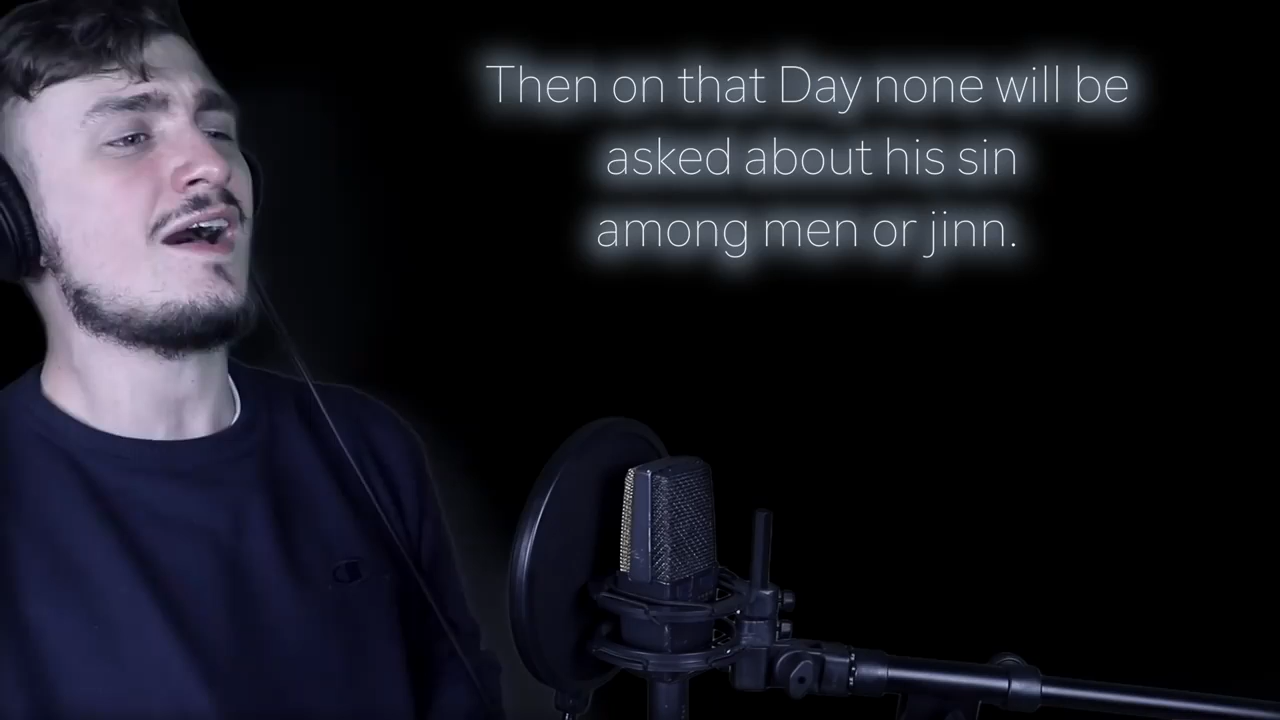 Then on that Day none will be
asked about his sin
among men or jinn.